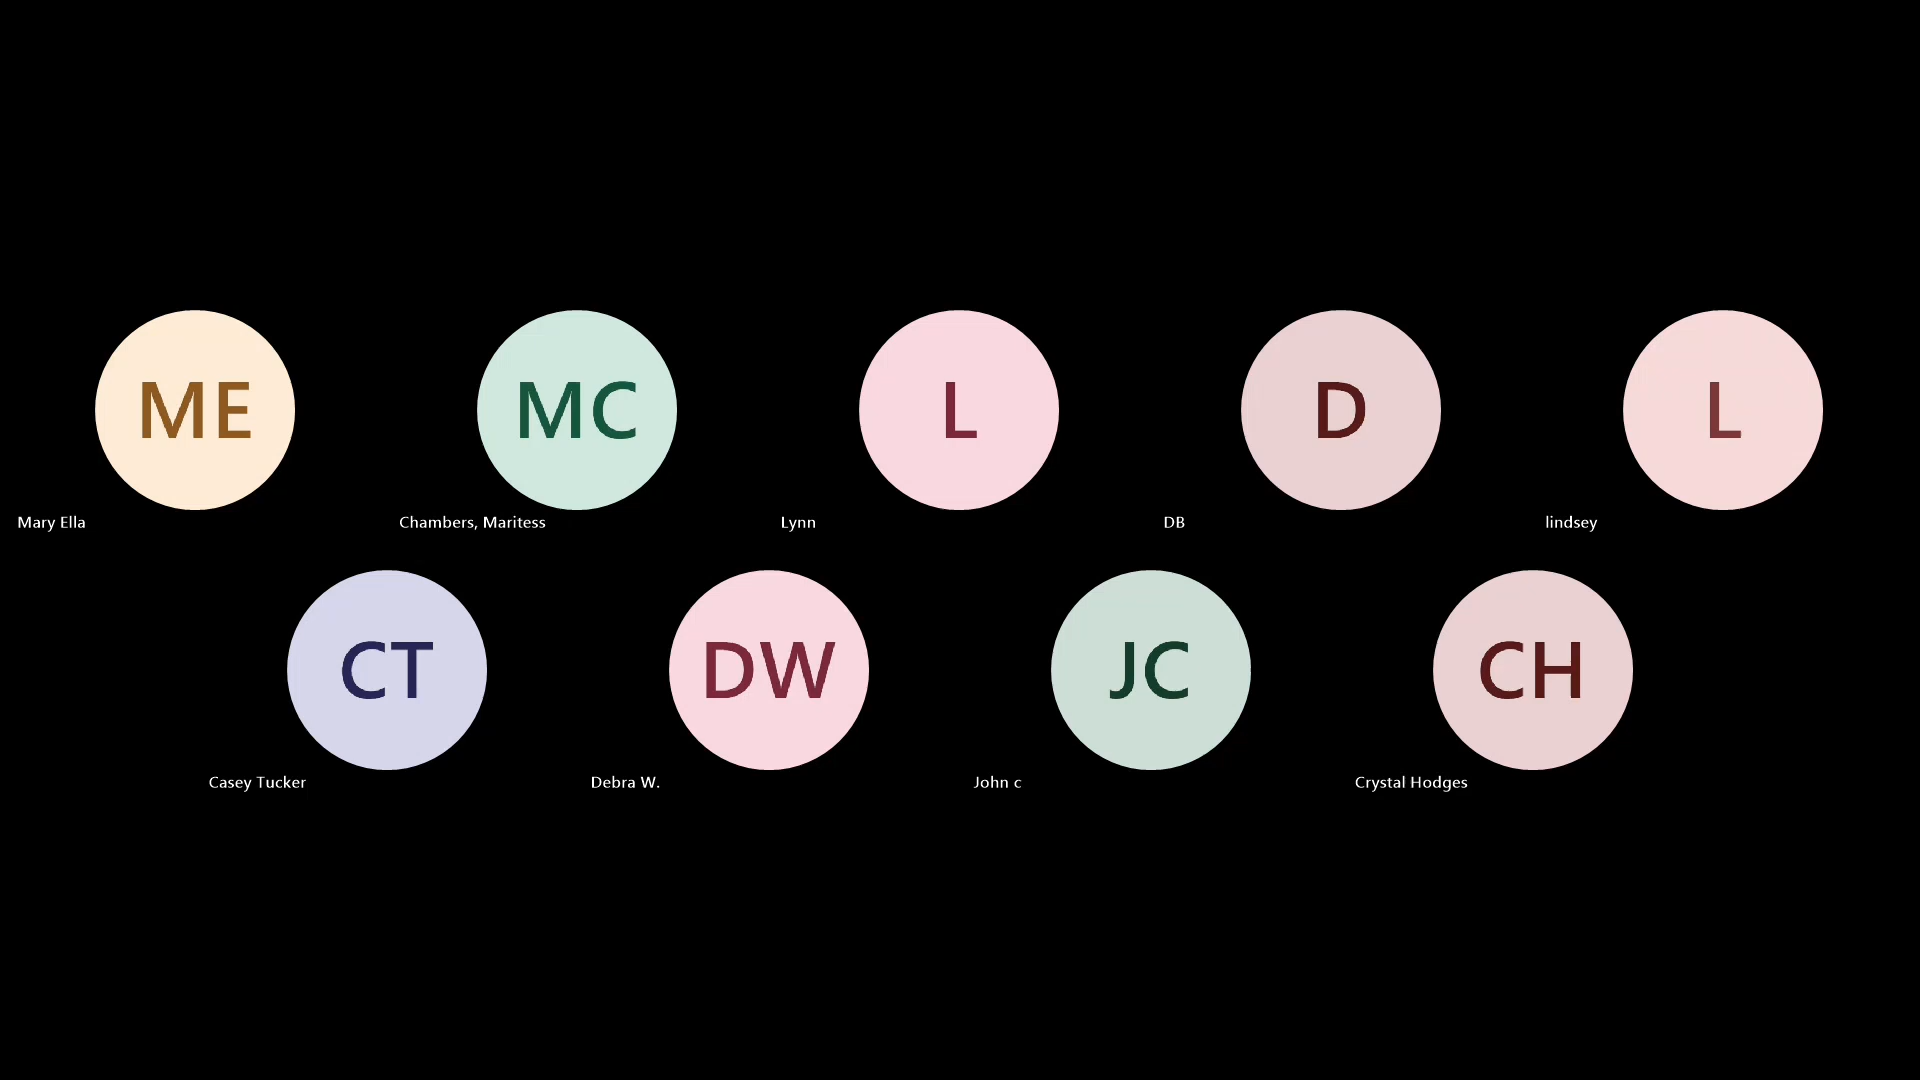 ME
MC
L
D
L
Mary Ella
Chambers, Maritess
Lynn
DB
lindsey
CT
DW
JC
CH
Casey Tucker
Debra W.
John c
Crystal Hodges